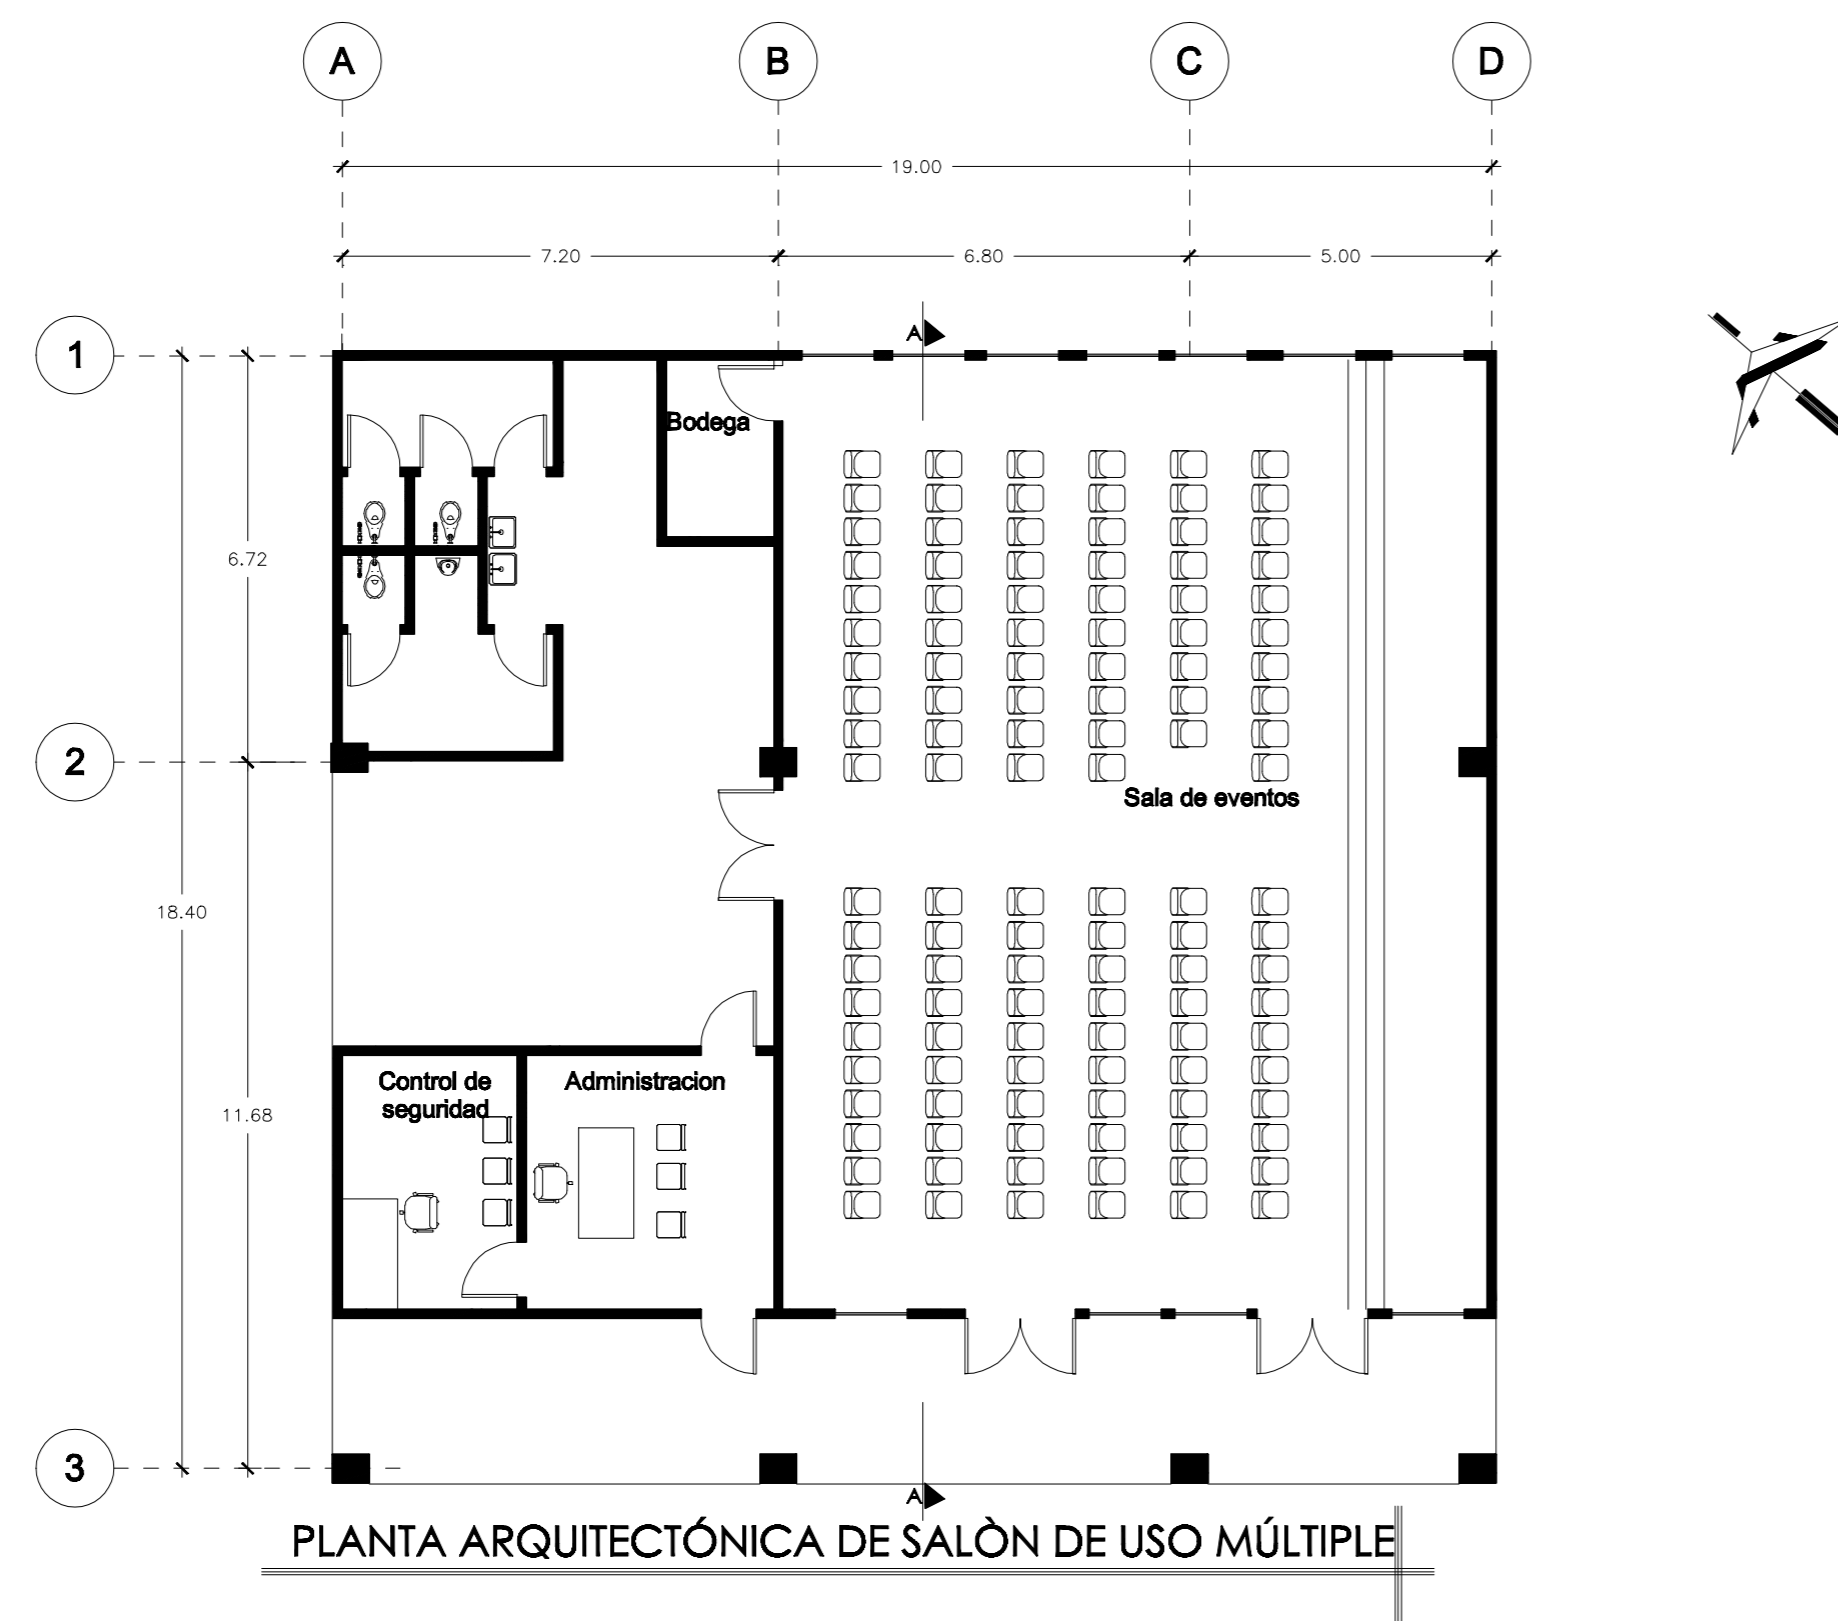 A B C D
19.00
7.20 6.80 5.00
1
A
Bodega
6.72
2
Sala de eventos
18.40
Control de
seguridad
Administracion
11.68
3
A
PLANTA ARQUITECTÓNICA DE SALÒN DE USO MÚLTIPLE